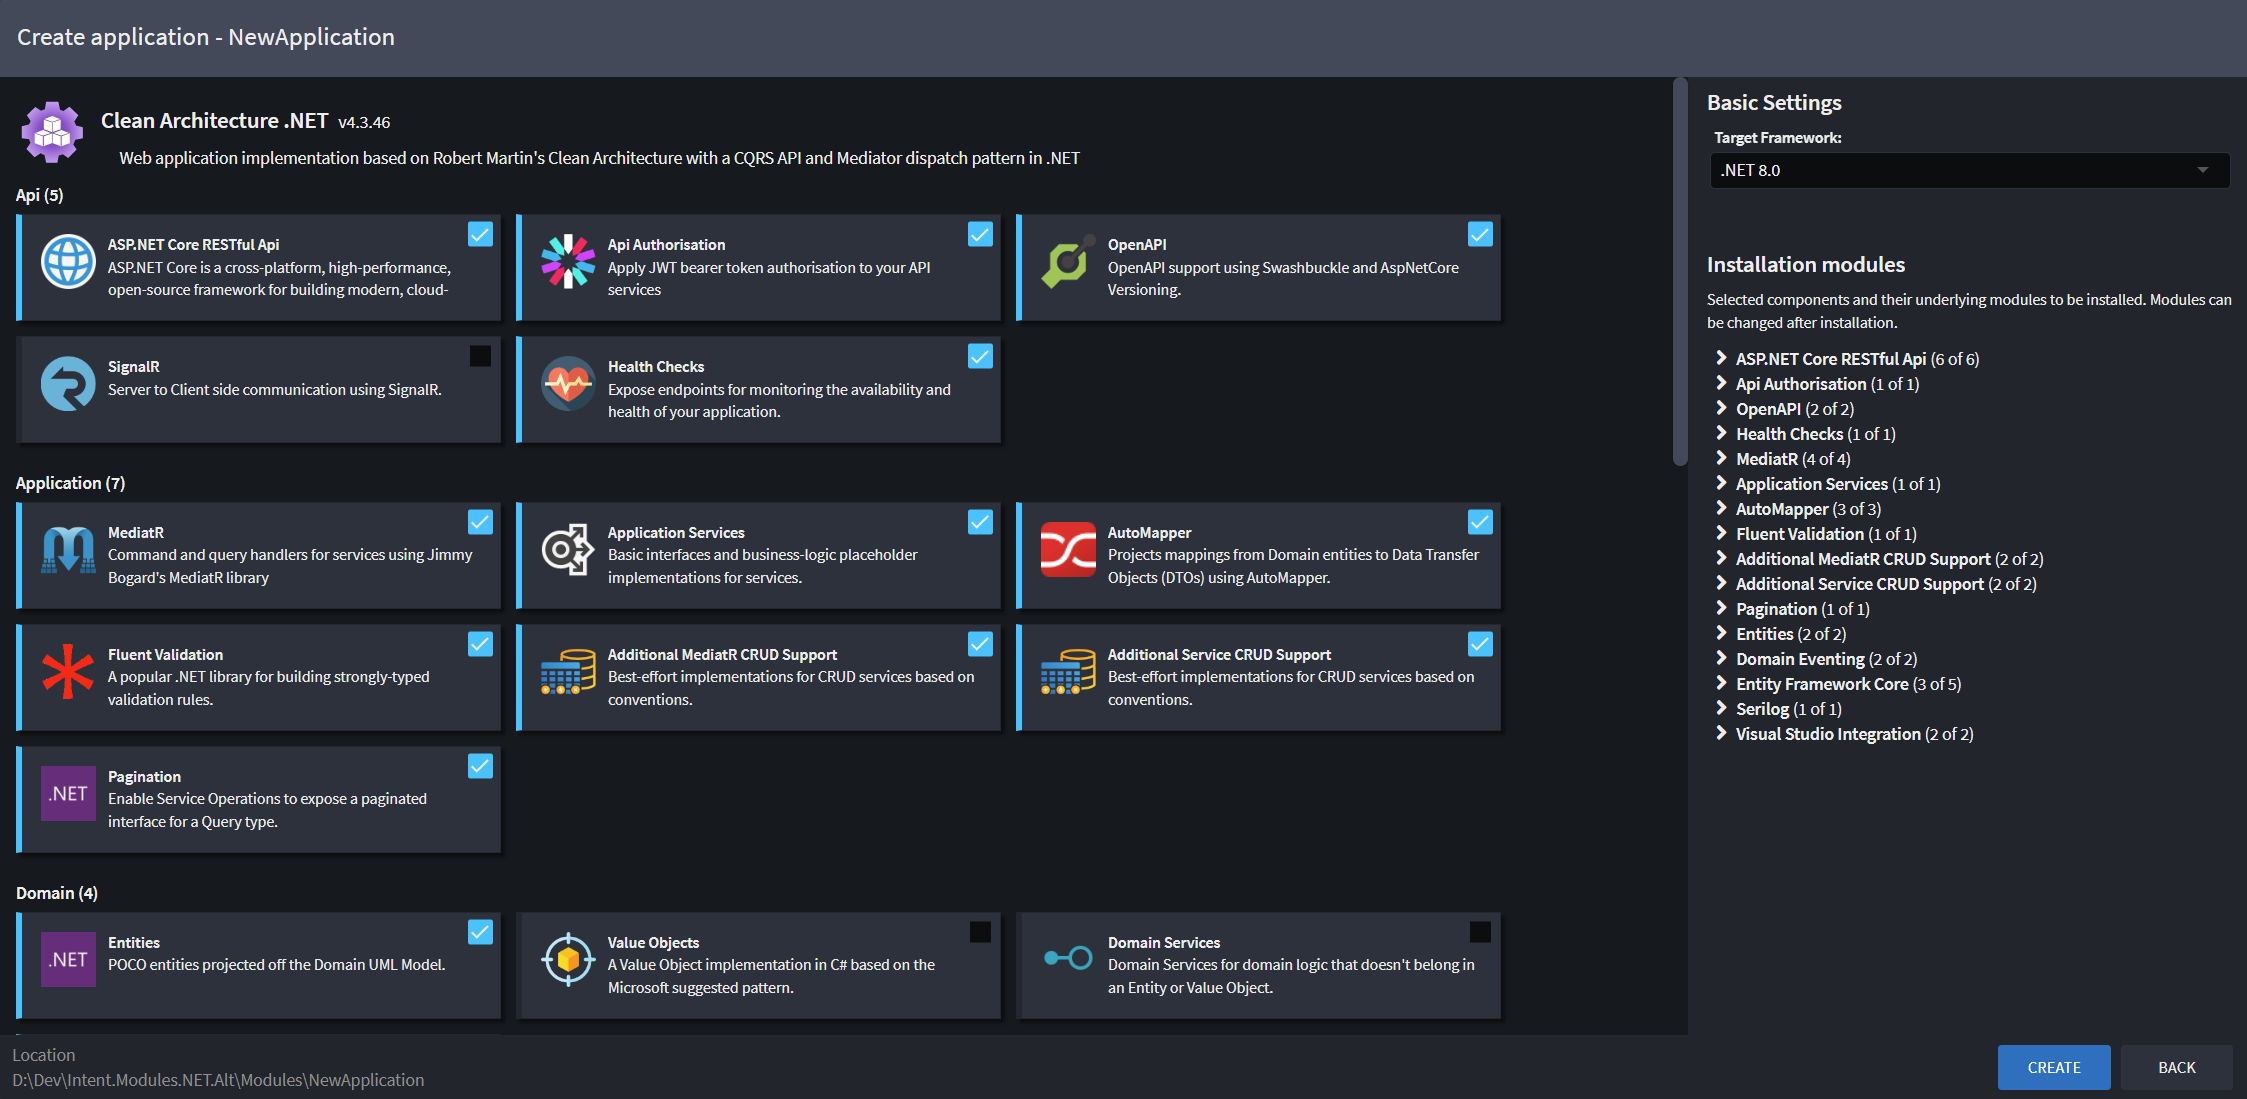 Create application - NewApplication
Clean Architecture .NET v4.3.46
Web application implementation based on Robert Martin's Clean Architecture with a CQRS API and Mediator dispatch pattern in .NET
Api (5)
ASP.NET Core RESTful Api
ASP.NET Core is a cross-platform, high-performance,
open-source framework for building modern, cloud-
Api Authorisation
Apply JWT bearer token authorisation to your API
services
OpenAPI
OpenAPI support using Swashbuckle and AspNetCore
Versioning.
SignalR
Server to Client side communication using SignalR.
Health Checks
Expose endpoints for monitoring the availability and
health of your application.
Application (7)
MediatR
Command and query handlers for services using Jimmy
Bogard's MediatR library
Application Services
Basic interfaces and business-logic placeholder
implementations for services.
AutoMapper
Projects mappings from Domain entities to Data Transfer
Objects (DTOs) using AutoMapper.
Fluent Validation
A popular .NET library for building strongly-typed
validation rules.
Additional MediatR CRUD Support
Best-effort implementations for CRUD services based on
conventions.
Additional Service CRUD Support
Best-effort implementations for CRUD services based on
conventions.
.NET
Pagination
Enable Service Operations to expose a paginated
interface for a Query type.
Domain (4)
.NET
Entities
POCO entities projected off the Domain UML Model.
Value Objects
A Value Object implementation in C# based on the
Microsoft suggested pattern.
Domain Services
Domain Services for domain logic that doesn't belong in
an Entity or Value Object.
Basic Settings
Target Framework:
.NET 8.0
Installation modules
Selected components and their underlying modules to be installed. Modules can
be changed after installation.
ASP.NET Core RESTful Api (6 of 6)
Api Authorisation (1 of 1)
OpenAPI (2 of 2)
Health Checks (1 of 1)
MediatR (4 of 4)
Application Services (1 of 1)
AutoMapper (3 of 3)
Fluent Validation (1 of 1)
Additional MediatR CRUD Support (2 of 2)
Additional Service CRUD Support (2 of 2)
Pagination (1 of 1)
Entities (2 of 2)
Domain Eventing (2 of 2)
Entity Framework Core (3 of 5)
Serilog (1 of 1)
Visual Studio Integration (2 of 2)
Location
D:\Dev\Intent.Modules.NET.Alt\Modules\NewApplication
CREATE
BACK